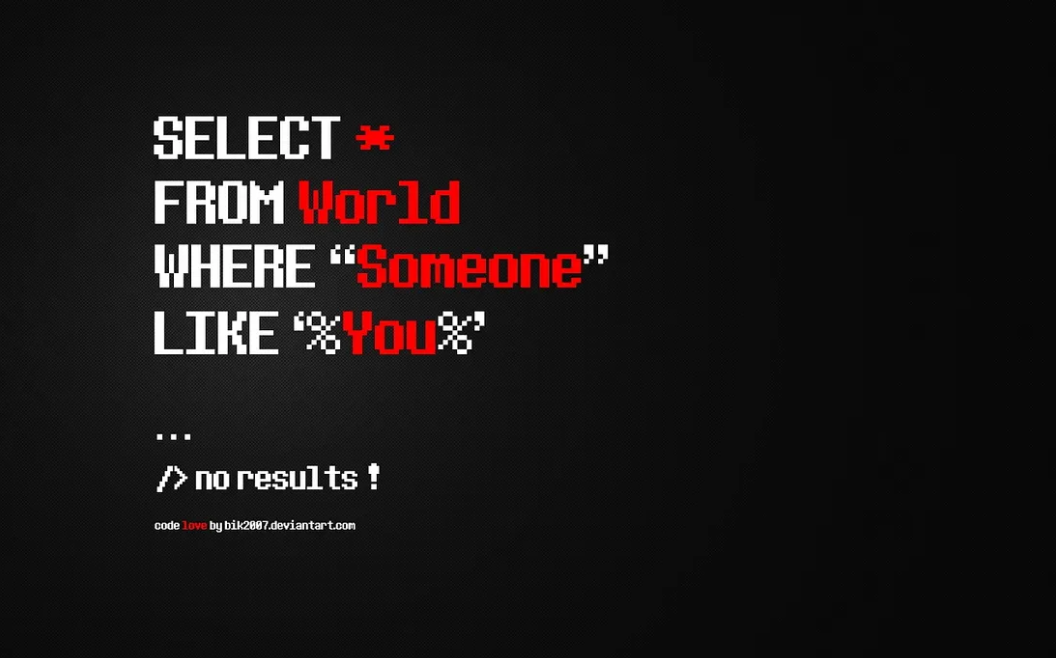 SELECT *
FROM World
WHERE “Someone”
LIKE ‘%You%’
...
/> no results !
code love by bik2007.deviantart.com